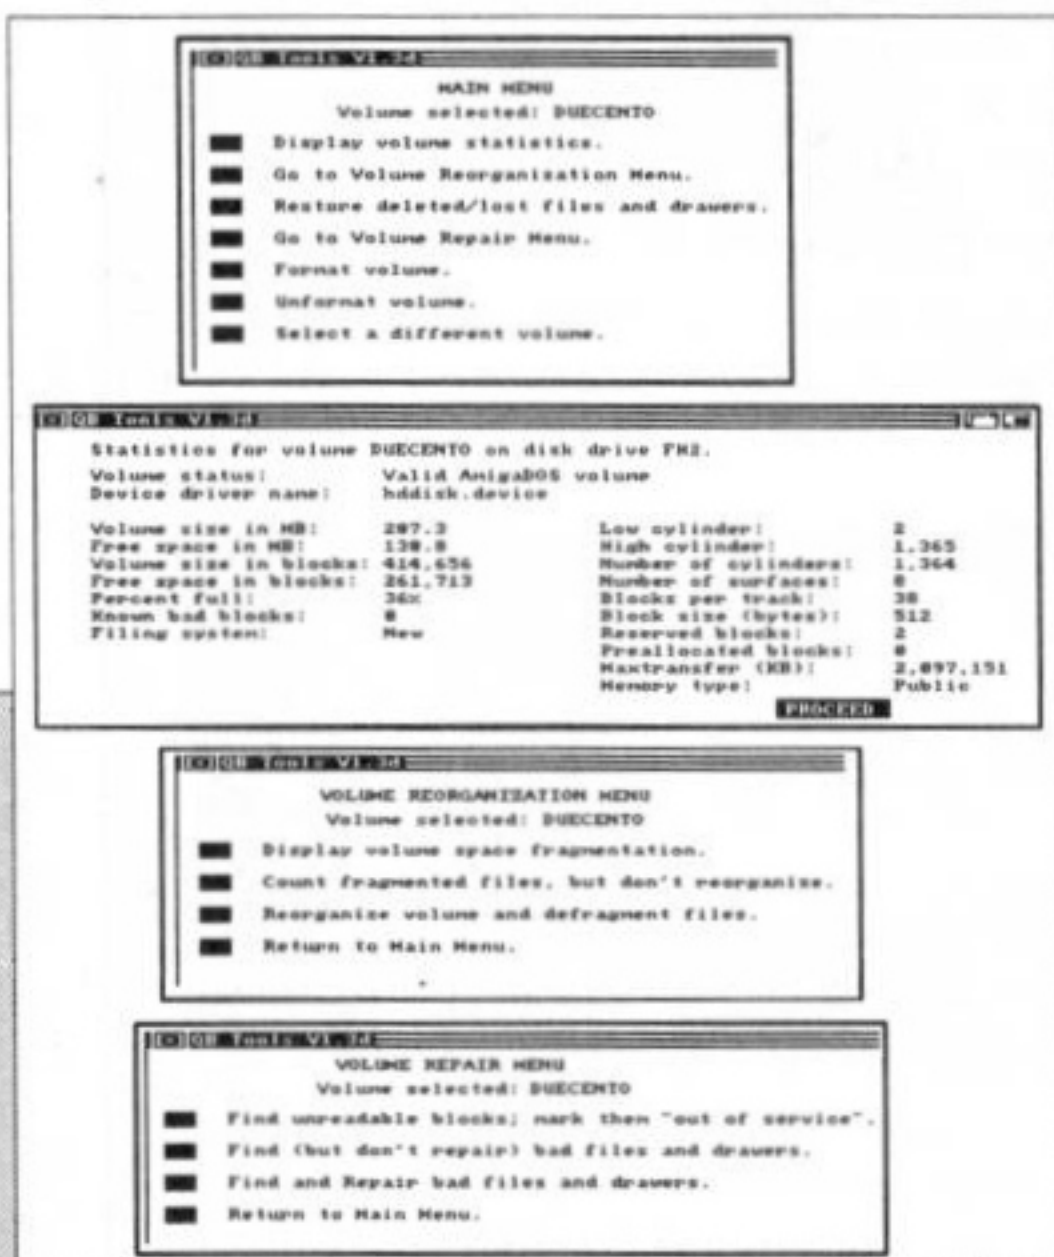 QB Tools V1.3d
MAIN MENU
Volume selected: DUECENTO
Display volume statistics.
Go to Volume Reorganization Menu.
Restore deleted/lost files and drawers.
Go to Volume Repair Menu.
Format volume.
Unformat volume.
Select a different volume.
QB Tools V1.3d
Statistics for volume DUECENTO on disk drive FH2.
Volume status: Valid AmigaDOS volume
Device driver name: hddisk.device
Volume size in MB: 207.3 Low cylinder: 2
Free space in MB: 130.8 High cylinder: 1,365
Volume size in blocks: 414,656 Number of cylinders: 1,364
Free space in blocks: 261,713 Number of surfaces: 8
Percent full: 36% Blocks per track: 38
Known bad blocks: 0 Block size (bytes): 512
Filing system: New Reserved blocks: 2
Preallocated blocks: 0
Maxtransfer (KB): 2,097,151
Memory type: Public
PROCEED
QB Tools V1.3d
VOLUME REORGANIZATION MENU
Volume selected: DUECENTO
Display volume space fragmentation.
Count fragmented files, but don't reorganize.
Reorganize volume and defragment files.
Return to Main Menu.
QB Tools V1.3d
VOLUME REPAIR MENU
Volume selected: DUECENTO
Find unreadable blocks; mark them "out of service".
Find (but don't repair) bad files and drawers.
Find and Repair bad files and drawers.
Return to Main Menu.